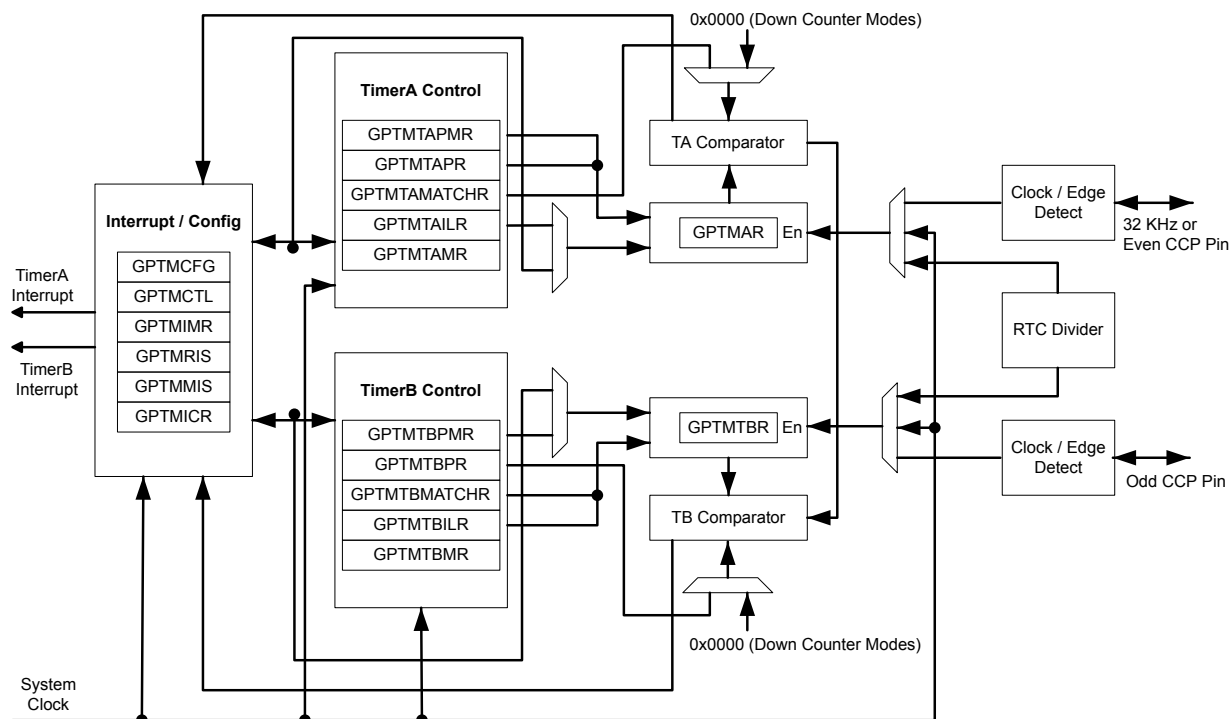 0x0000 (Down Counter Modes)
TimerA Control
GPTMTAPMR
GPTMTAPR
GPTMTAMATCHR
GPTMTAILR
GPTMTAMR
TA Comparator
GPTMAR
En
Clock / Edge
Detect
32 KHz or
Even CCP Pin
Interrupt / Config
GPTMCFG
GPTMCTL
GPTMIMR
GPTMRIS
GPTMMIS
GPTMICR
TimerA
Interrupt
TimerB
Interrupt
RTC Divider
TimerB Control
GPTMTBPMR
GPTMTBPR
GPTMTBMATCHR
GPTMTBILR
GPTMTBMR
GPTMTBR
En
TB Comparator
Clock / Edge
Detect
Odd CCP Pin
0x0000 (Down Counter Modes)
System
Clock